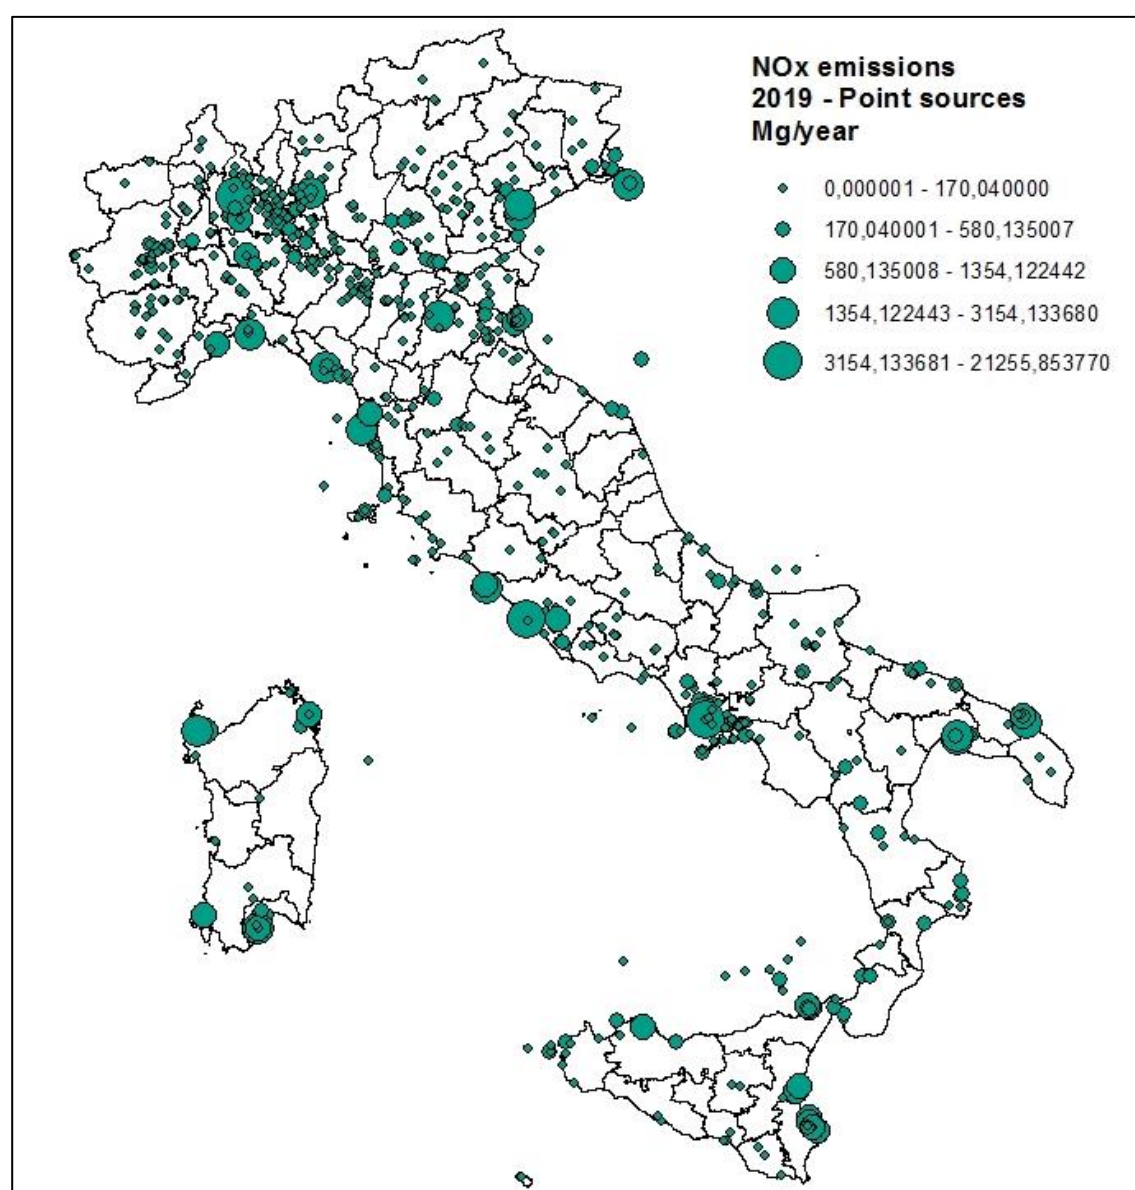 NOx emissions
2019 - Point sources
Mg/year
0,000001 - 170,040000
170,040001 - 580,135007
580,135008 - 1354,122442
1354,122443 - 3154,133680
3154,133681 - 21255,853770